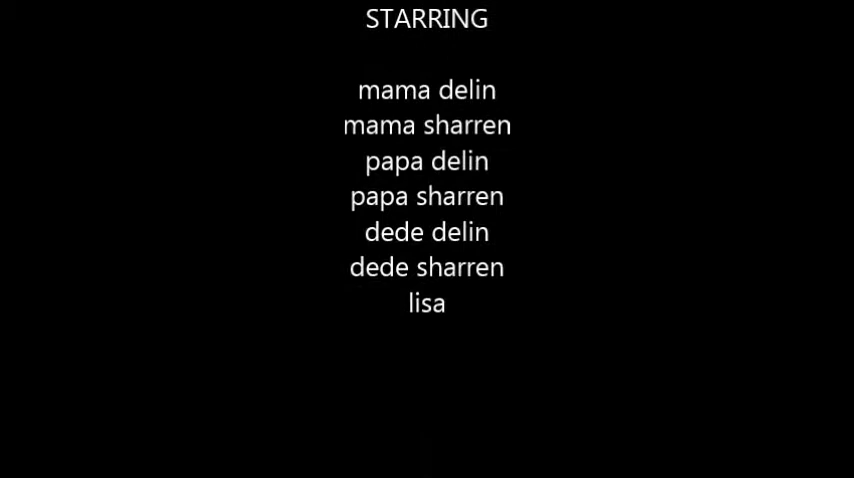 STARRING
mama delin
mama sharren
papa delin
papa sharren
dede delin
dede sharren
lisa